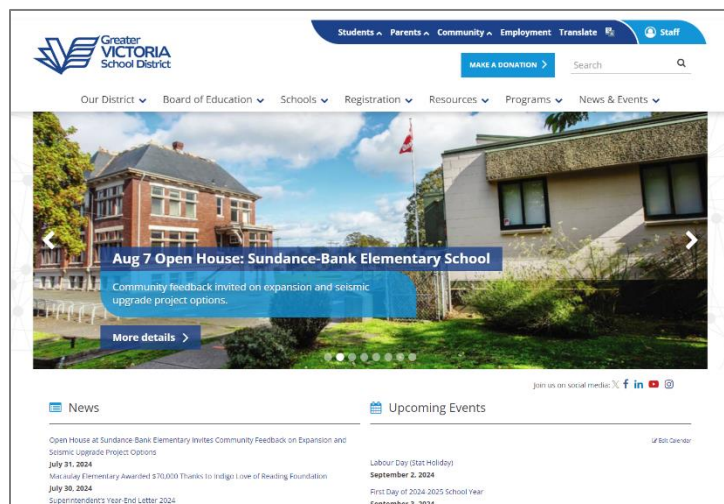 Students Parents Community Employment Translate Staff
Greater
VICTORIA
School District
MAKE A DONATION
Search
Our District Board of Education Schools Registration Resources Programs News & Events
Aug 7 Open House: Sundance-Bank Elementary School
Community feedback invited on expansion and seismic
upgrade project options.
More details
Join us on social media:
News
Upcoming Events
Open House at Sundance-Bank Elementary Invites Community Feedback on Expansion and
Seismic Upgrade Project Options
July 31, 2024
Macaulay Elementary Awarded $70,000 Thanks to Indigo Love of Reading Foundation
July 30, 2024
Superintendent's Year-End Letter 2024
Edit Calendar
Labour Day (Stat Holiday)
September 2, 2024
First Day of 2024 2025 School Year
September 3, 2024